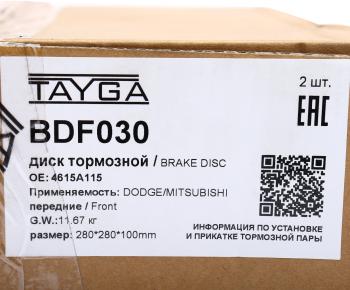 TAYGA
2 шт.
EAC
BDF030
диск тормозной / BRAKE DISC
OE: 4615A115
Применяемость: DODGE/MITSUBISHI
передние / Front
G.W.: 11.67 кг
размер: 280*280*100mm
ИНФОРМАЦИЯ ПО УСТАНОВКЕ
И ПРИКАТКЕ ТОРМОЗНОЙ ПАРЫ